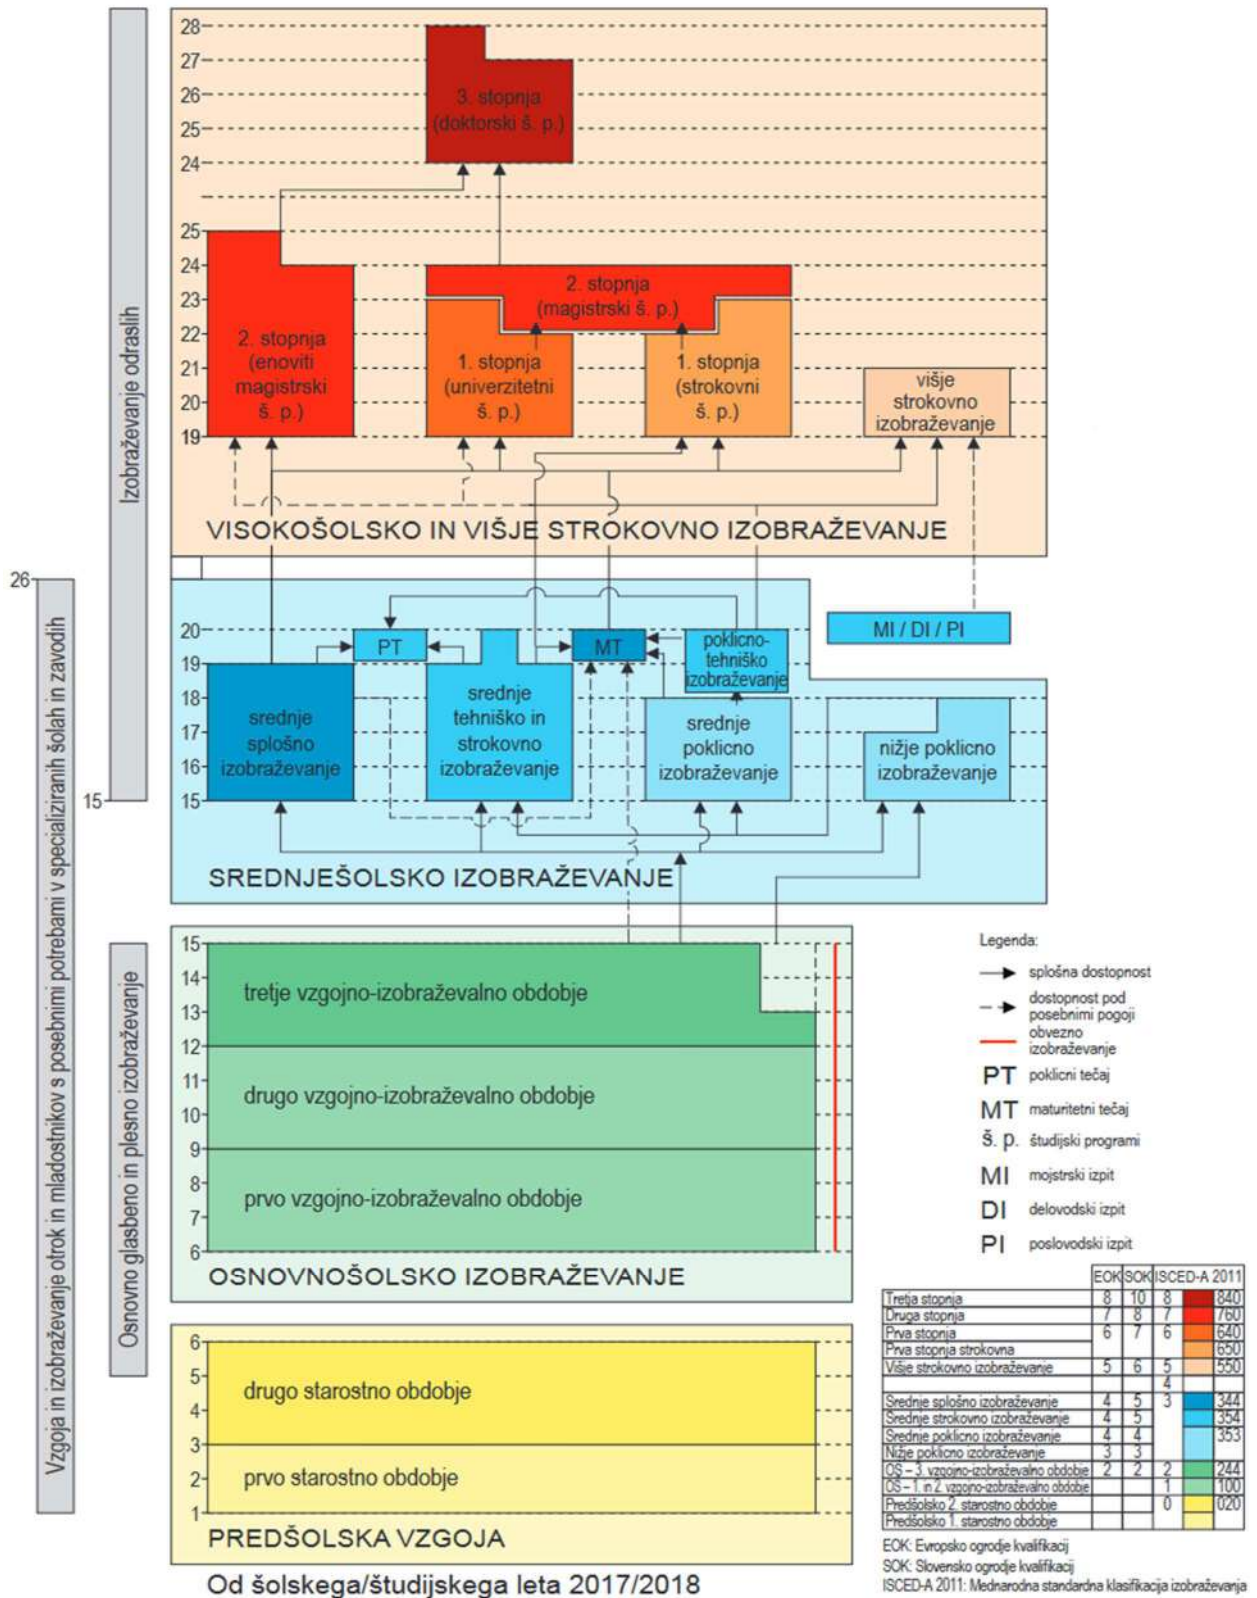 Izobraževanje odraslih
Vzgoja in izobraževanje otrok in mladostnikov s posebnimi potrebami v specializiranih šolah in zavodih
Osnovno glasbeno in plesno izobraževanje
26
15
28
27
26
25
24
25
24
23
22
21
20
19
3. stopnja
(doktorski š. p.)
2. stopnja
(enoviti
magistrski
š. p.)
2. stopnja
(magistrski š. p.)
1. stopnja
(univerzitetni
š. p.)
1. stopnja
(strokovni
š. p.)
višje
strokovno
izobraževanje
VISOKOŠOLSKO IN VIŠJE STROKOVNO IZOBRAŽEVANJE
MI / DI / PI
20
19
18
17
16
15
PT
MT
poklicno-
tehniško
izobraževanje
srednje
splošno
izobraževanje
srednje
tehniško in
strokovno
izobraževanje
srednje
poklicno
izobraževanje
nižje poklicno
izobraževanje
SREDNJEŠOLSKO IZOBRAŽEVANJE
15
14
13
12
11
10
9
8
7
6
tretje vzgojno-izobraževalno obdobje
drugo vzgojno-izobraževalno obdobje
prvo vzgojno-izobraževalno obdobje
OSNOVNOŠOLSKO IZOBRAŽEVANJE
6
5
4
3
2
1
drugo starostno obdobje
prvo starostno obdobje
PREDŠOLSKA VZGOJA
Od šolskega/študijskega leta 2017/2018
Legenda:
splošna dostopnost
dostopnost pod
posebnimi pogoji
obvezno
izobraževanje
PT poklicni tečaj
MT maturitetni tečaj
š. p. študijski programi
MI mojstrski izpit
DI delovodski izpit
PI poslovodski izpit
EOK SOK ISCED-A 2011
Tretja stopnja 8 10 8 840
Druga stopnja 7 8 7 760
Prva stopnja 6 7 6 640
Prva stopnja strokovna 650
Višje strokovno izobraževanje 5 6 5 550
4
Srednje splošno izobraževanje 4 5 3 344
Srednje strokovno izobraževanje 4 5 354
Srednje poklicno izobraževanje 4 4 353
Nižje poklicno izobraževanje 3 3
OŠ – 3. vzgojno-izobraževalno obdobje 2 2 2 244
OŠ – 1. in 2. vzgojno-izobraževalno obdobje 1 100
Predšolsko 2. starostno obdobje 0 020
Predšolsko 1. starostno obdobje
EOK: Evropsko ogrodje kvalifikacij
SOK: Slovensko ogrodje kvalifikacij
ISCED-A 2011: Mednarodna standardna klasifikacija izobraževanja